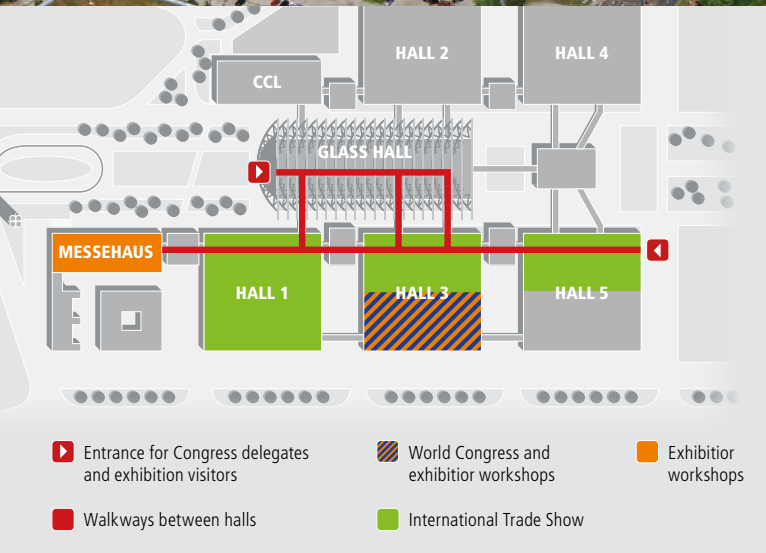 HALL 2
HALL 4
CCL
GLASS HALL
MESSEHAUS
HALL 1
HALL 3
HALL 5
Entrance for Congress delegates
and exhibition visitors
World Congress and
exhibitior workshops
Exhibitior
workshops
Walkways between halls
International Trade Show